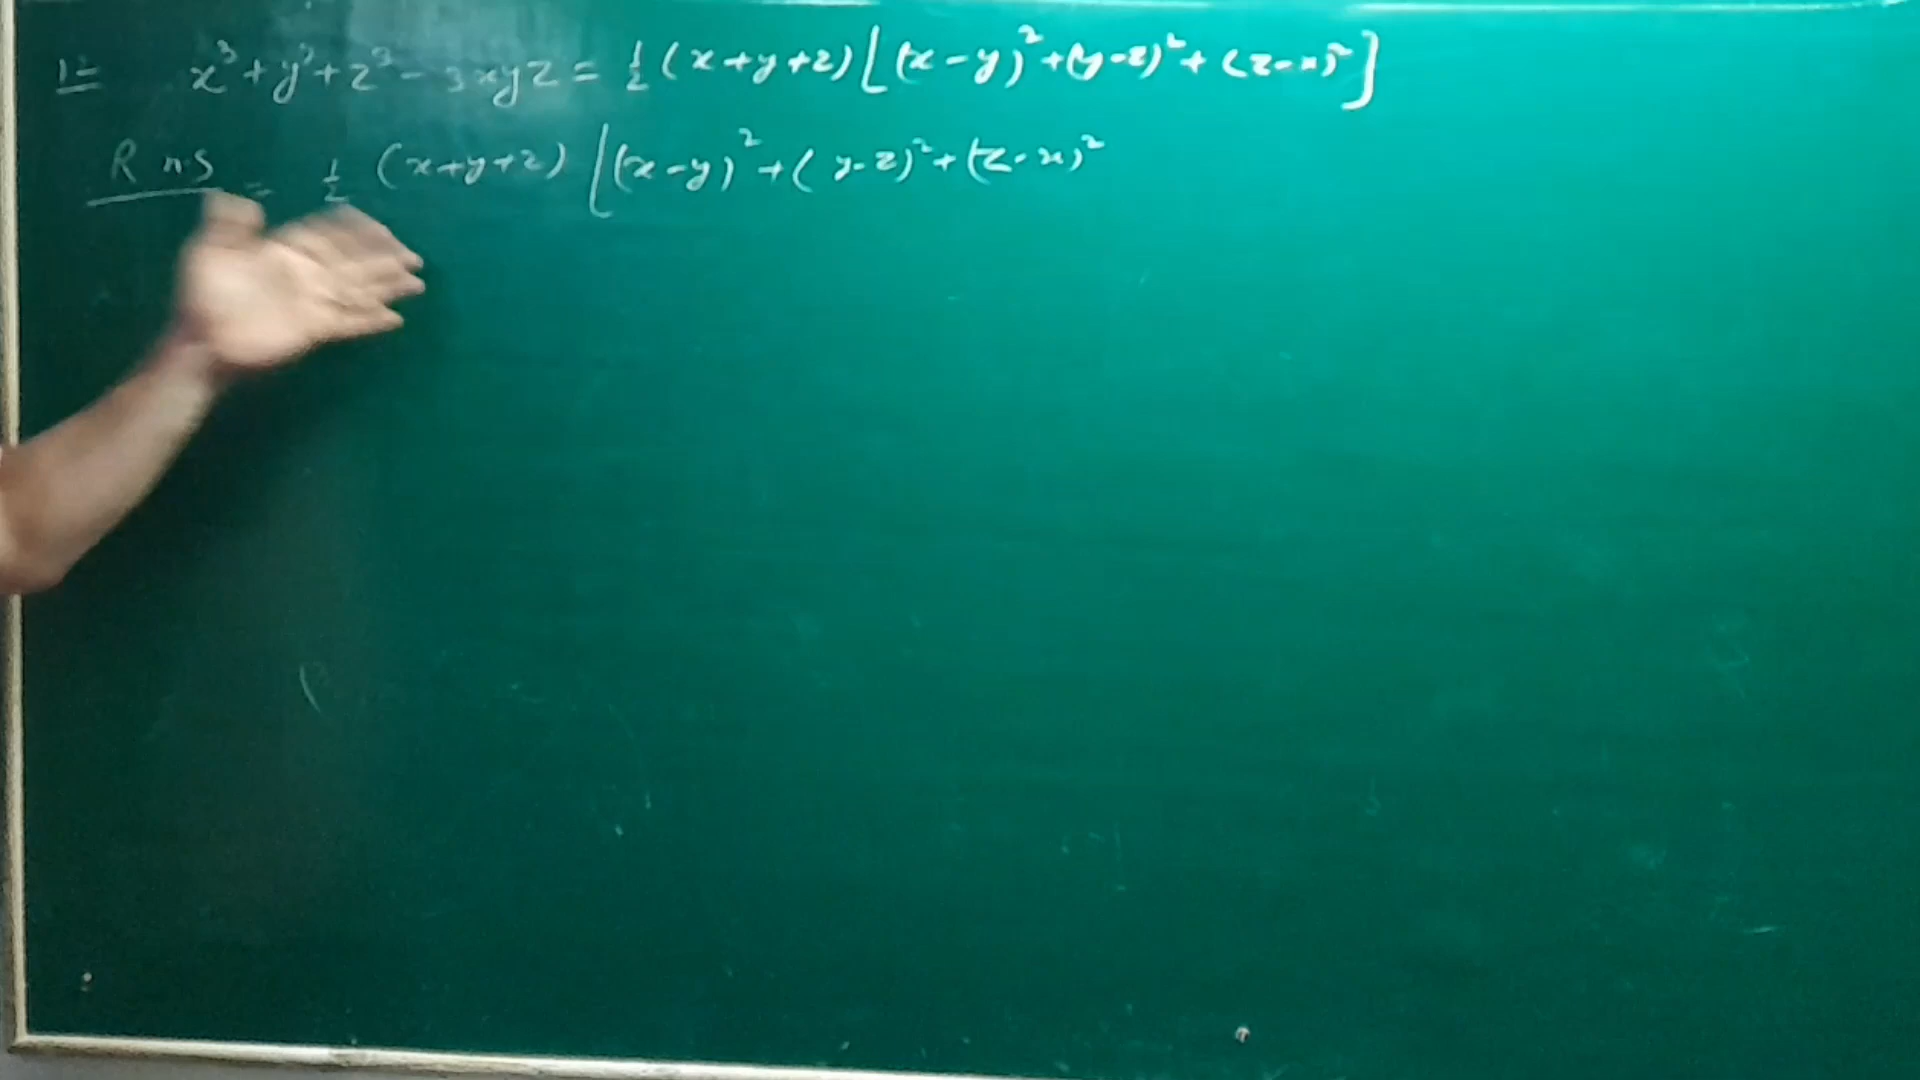 1= x³+y³+z³-3xyz = ½ (x+y+z) [(x-y)²+(y-z)²+(z-x)²]
R H S = ½ (x+y+z) [(x-y)²+(y-z)²+(z-x)²